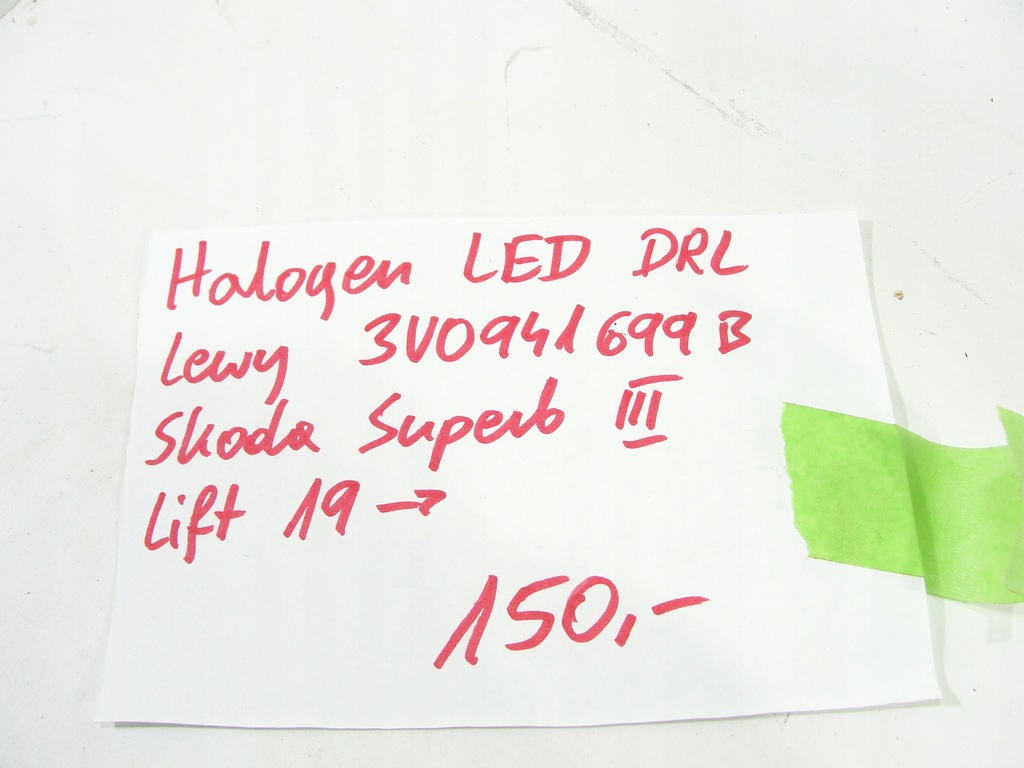 Halogen LED DRL
Lewy 3V0941699B
Skoda Superb III
Lift 19 →
150,-